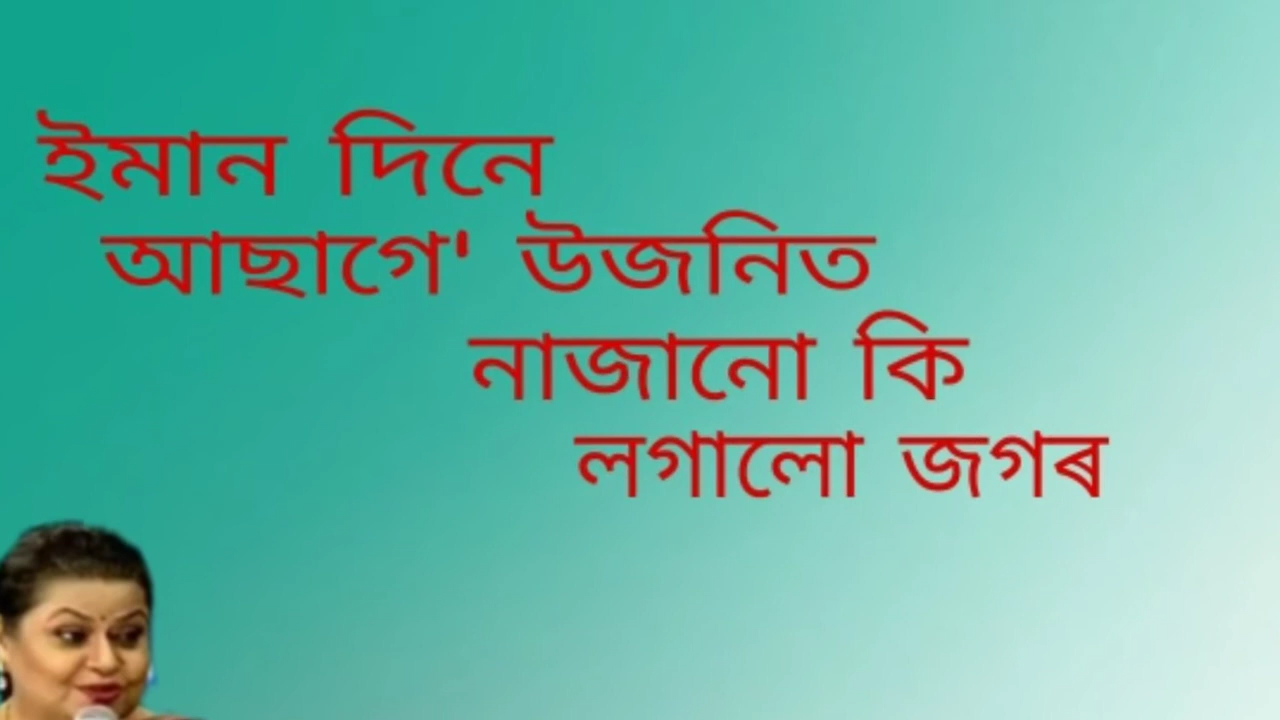 ইমান দিনে
আছাগে' উজনিত
নাজানো কি
লগালো জগৰ